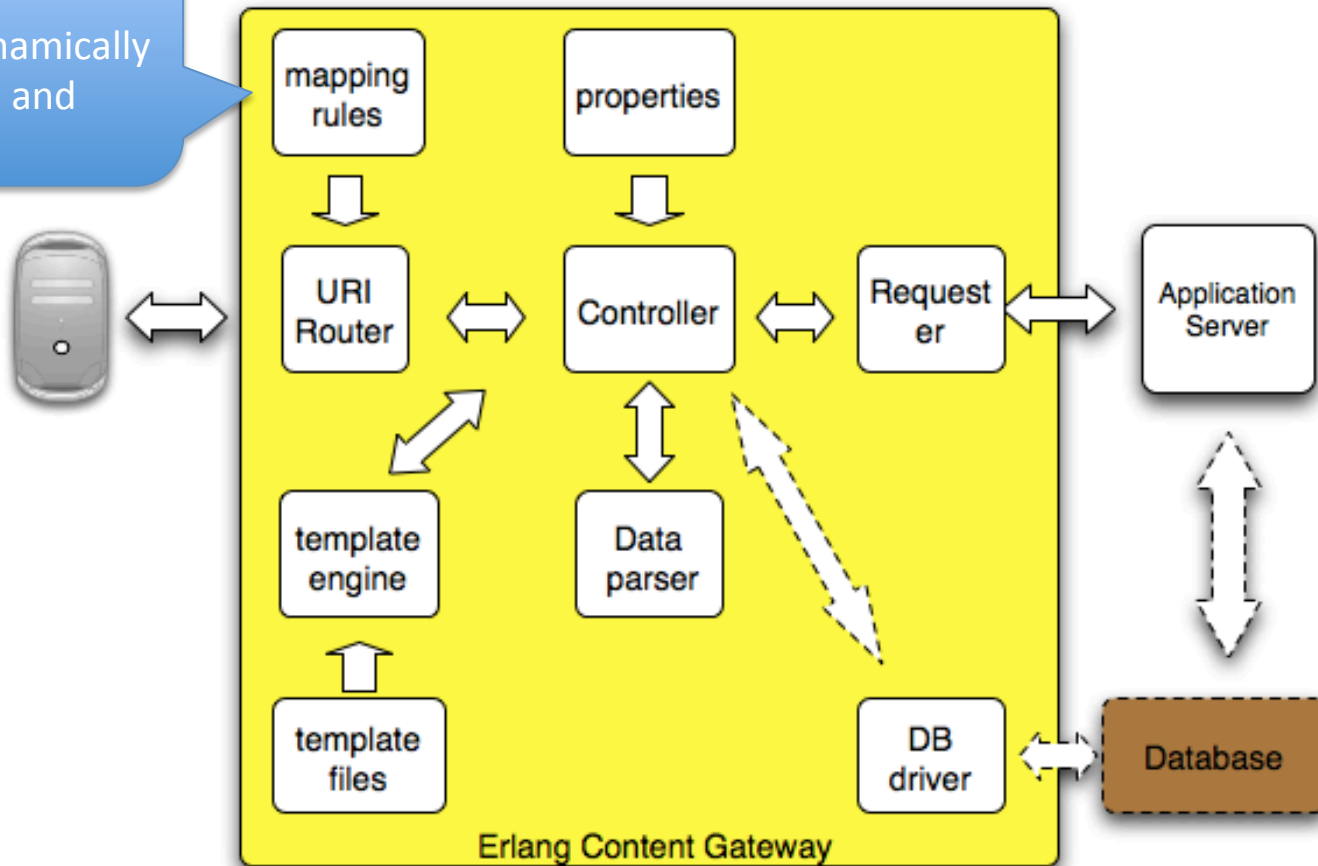 namically
and
mapping
rules
properties
URI
Router
Controller
Request
er
Application
Server
template
engine
Data
parser
template
files
DB
driver
Database
Erlang Content Gateway